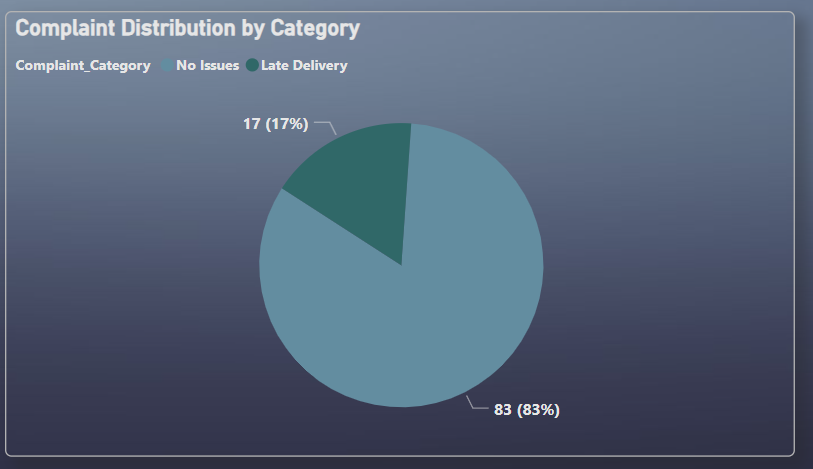 Complaint Distribution by Category
Complaint_Category No Issues Late Delivery
17 (17%)
83 (83%)